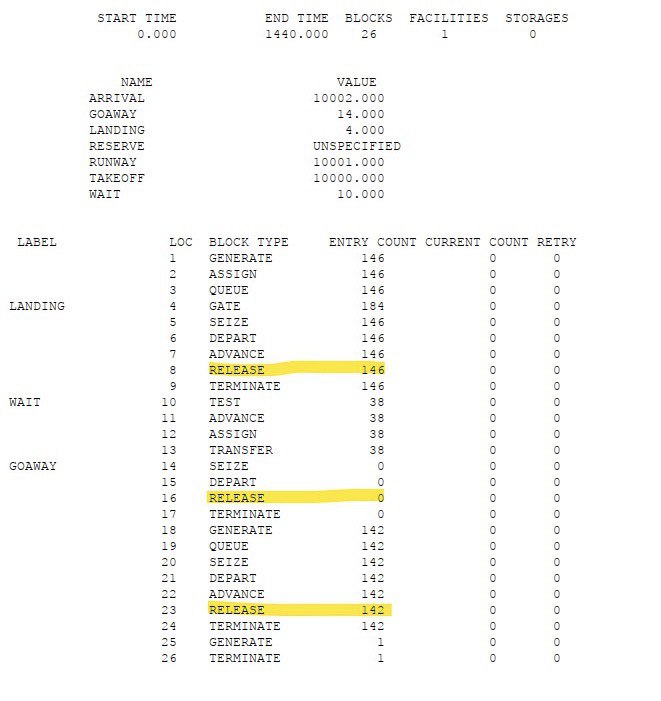 START TIME END TIME BLOCKS FACILITIES STORAGES
0.000 1440.000 26 1 0
NAME VALUE
ARRIVAL 10002.000
GOAWAY 14.000
LANDING 4.000
RESERVE UNSPECIFIED
RUNWAY 10001.000
TAKEOFF 10000.000
WAIT 10.000
LABEL LOC BLOCK TYPE ENTRY COUNT CURRENT COUNT RETRY
1 GENERATE 146 0 0
2 ASSIGN 146 0 0
3 QUEUE 146 0 0
LANDING 4 GATE 184 0 0
5 SEIZE 146 0 0
6 DEPART 146 0 0
7 ADVANCE 146 0 0
8 RELEASE 146 0 0
9 TERMINATE 146 0 0
WAIT 10 TEST 38 0 0
11 ADVANCE 38 0 0
12 ASSIGN 38 0 0
13 TRANSFER 38 0 0
GOAWAY 14 SEIZE 0 0 0
15 DEPART 0 0 0
16 RELEASE 0 0 0
17 TERMINATE 0 0 0
18 GENERATE 142 0 0
19 QUEUE 142 0 0
20 SEIZE 142 0 0
21 DEPART 142 0 0
22 ADVANCE 142 0 0
23 RELEASE 142 0 0
24 TERMINATE 142 0 0
25 GENERATE 1 0 0
26 TERMINATE 1 0 0